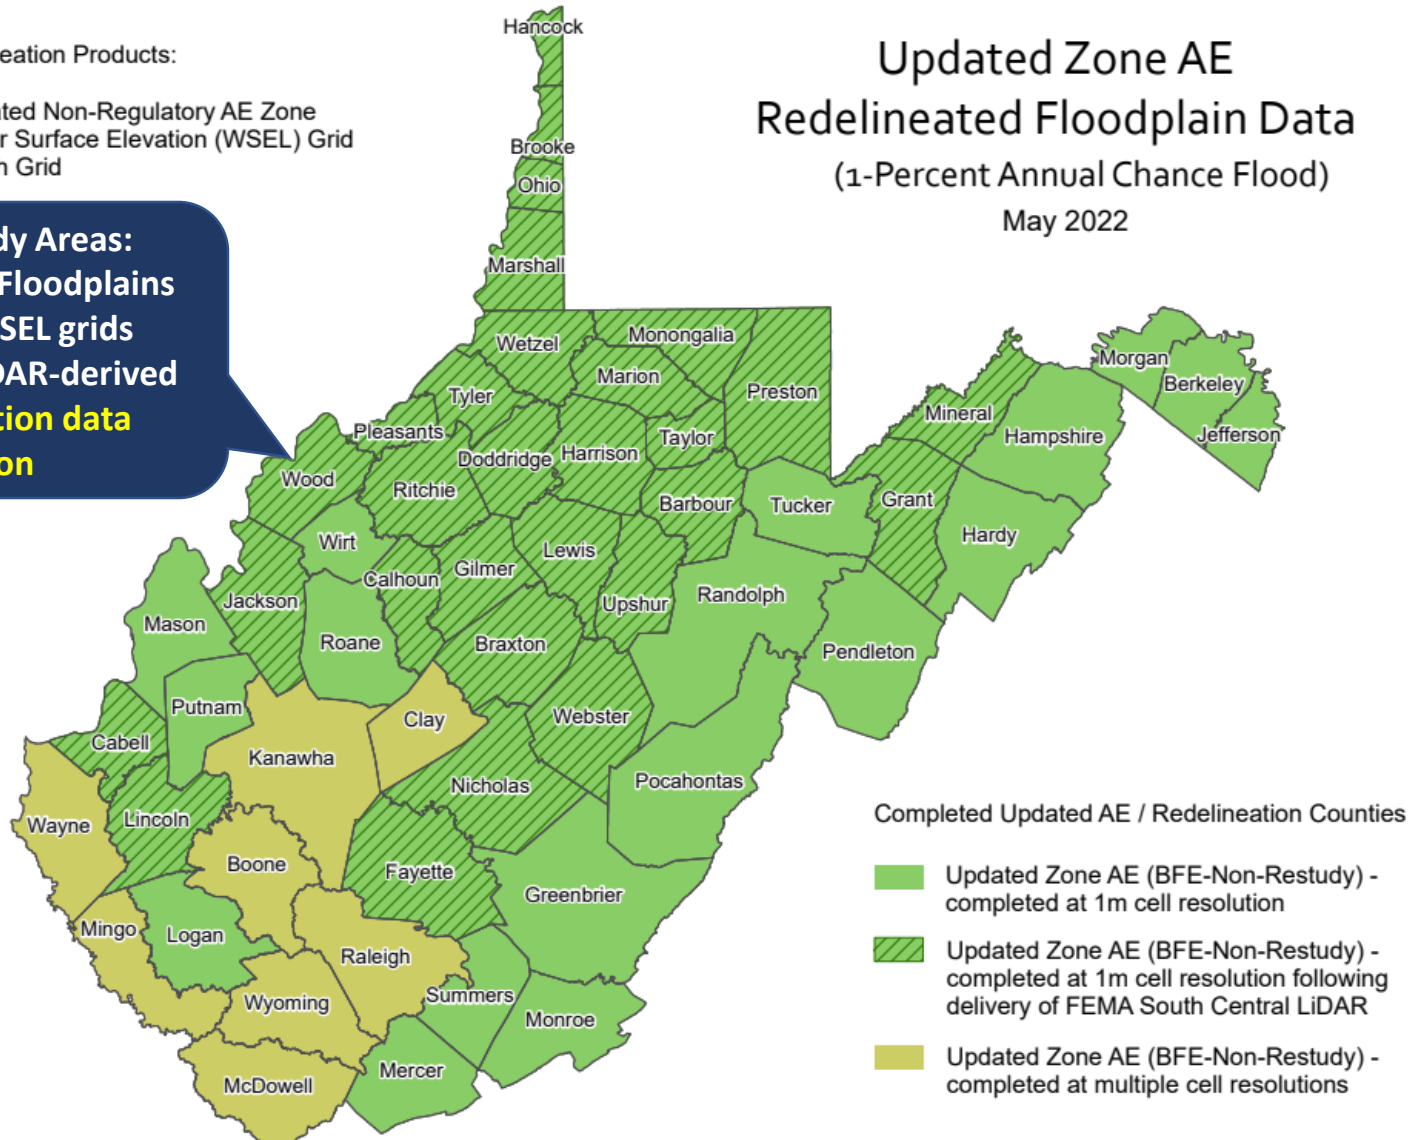 eation Products:
ated Non-Regulatory AE Zone
r Surface Elevation (WSEL) Grid
h Grid
dy Areas:
Floodplains
SEL grids
DAR-derived
tion data
on
Updated Zone AE
Redelineated Floodplain Data
(1-Percent Annual Chance Flood)
May 2022
Hancock
Brooke
Ohio
Marshall
Wetzel
Monongalia
Marion
Preston
Tyler
Pleasants
Doddridge
Harrison
Taylor
Wood
Ritchie
Barbour
Tucker
Grant
Mineral
Hampshire
Morgan
Berkeley
Jefferson
Hardy
Wirt
Calhoun
Gilmer
Lewis
Upshur
Randolph
Pendleton
Jackson
Mason
Roane
Braxton
Putnam
Clay
Webster
Cabell
Kanawha
Nicholas
Pocahontas
Wayne
Lincoln
Boone
Fayette
Greenbrier
Mingo
Logan
Raleigh
Summers
Wyoming
Monroe
McDowell
Mercer
Completed Updated AE / Redelineation Counties
Updated Zone AE (BFE-Non-Restudy) -
completed at 1m cell resolution
Updated Zone AE (BFE-Non-Restudy) -
completed at 1m cell resolution following
delivery of FEMA South Central LiDAR
Updated Zone AE (BFE-Non-Restudy) -
completed at multiple cell resolutions